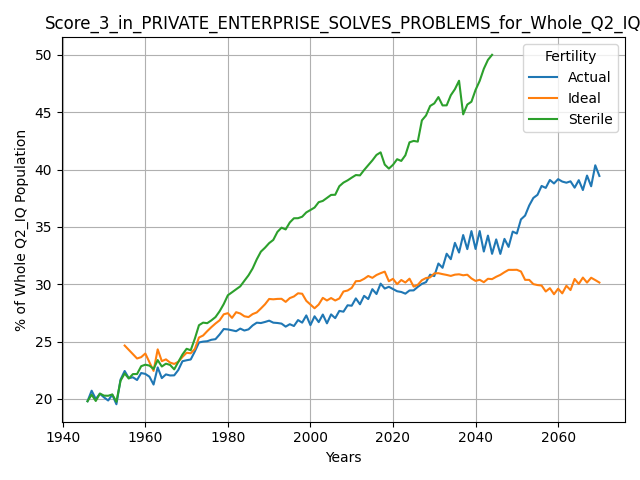 Score_3_in_PRIVATE_ENTERPRISE_SOLVES_PROBLEMS_for_Whole_Q2_IQ
Fertility
Actual
Ideal
Sterile
% of Whole Q2_IQ Population
50
45
40
35
30
25
20
1940 1960 1980 2000 2020 2040 2060
Years